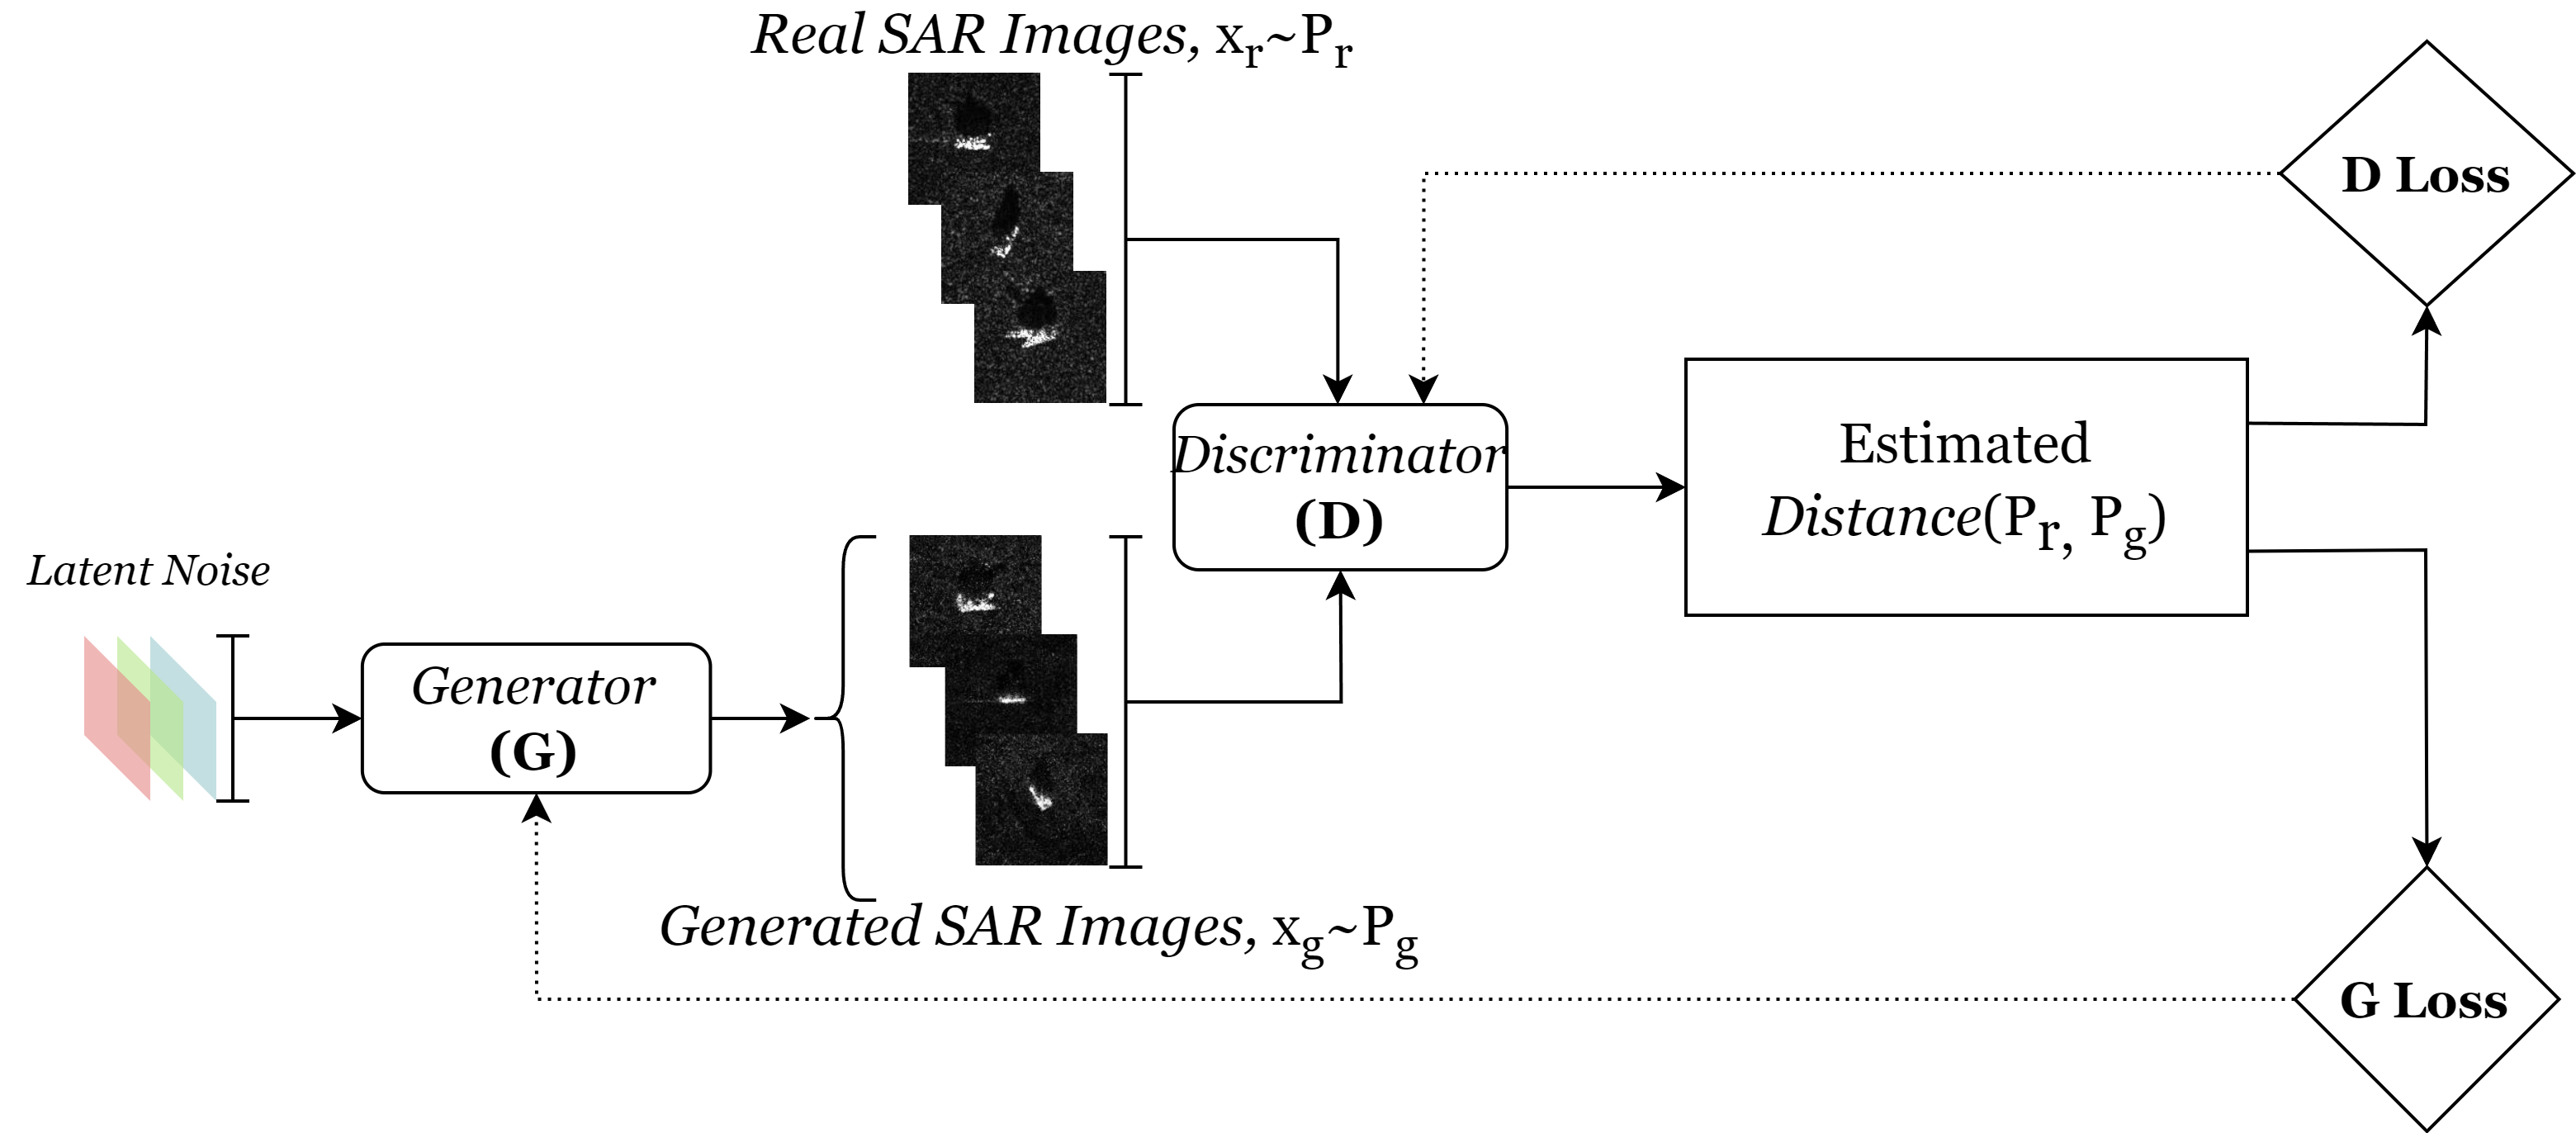 Real SAR Images, xr~Pr
D Loss
Discriminator
(D)
Estimated
Distance(Pr, Pg)
Latent Noise
Generator
(G)
Generated SAR Images, xg~Pg
G Loss